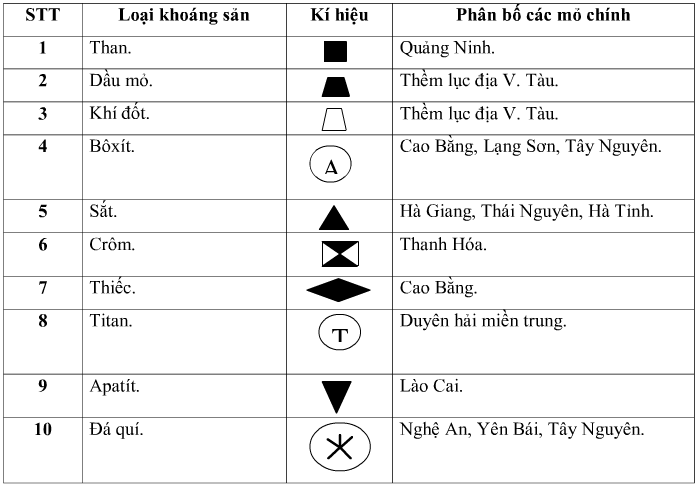 STT Loại khoáng sản Kí hiệu Phân bố các mỏ chính
1 Than. Quảng Ninh.
2 Dầu mỏ. Thềm lục địa V. Tàu.
3 Khí đốt. Thềm lục địa V. Tàu.
4 Bôxít. A Cao Bằng, Lạng Sơn, Tây Nguyên.
5 Sắt. Hà Giang, Thái Nguyên, Hà Tỉnh.
6 Crôm. Thanh Hóa.
7 Thiếc. Cao Bằng.
8 Titan. T Duyên hải miền trung.
9 Apatít. Lào Cai.
10 Đá quí. Nghệ An, Yên Bái, Tây Nguyên.